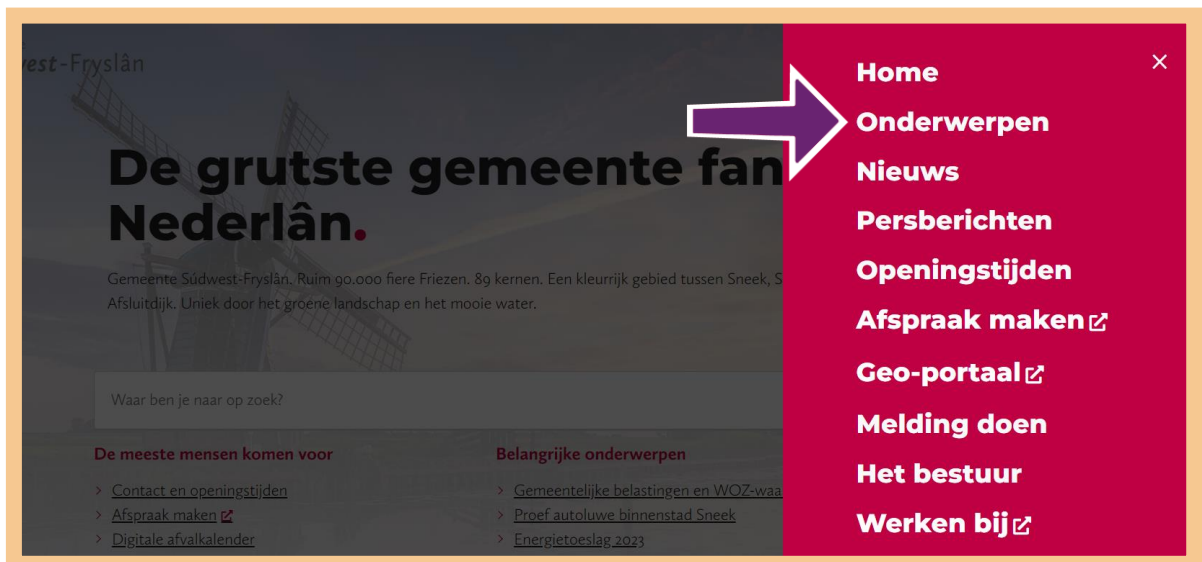 est-Fryslân
De grutste gemeente fan
Nederlân.
Gemeente Súdwest-Fryslân. Ruim 90.000 fiere Friezen. 89 kernen. Een kleurrijk gebied tussen Sneek, S
Afsluitdijk. Uniek door het groene landschap en het mooie water.
Waar ben je naar op zoek?
De meeste mensen komen voor
Contact en openingstijden
Afspraak maken
Digitale afvalkalender
Belangrijke onderwerpen
Gemeentelijke belastingen en WOZ-waa
Proef autoluwe binnenstad Sneek
Energietoeslag 2023
Home
Onderwerpen
Nieuws
Persberichten
Openingstijden
Afspraak maken
Geo-portaal
Melding doen
Het bestuur
Werken bij